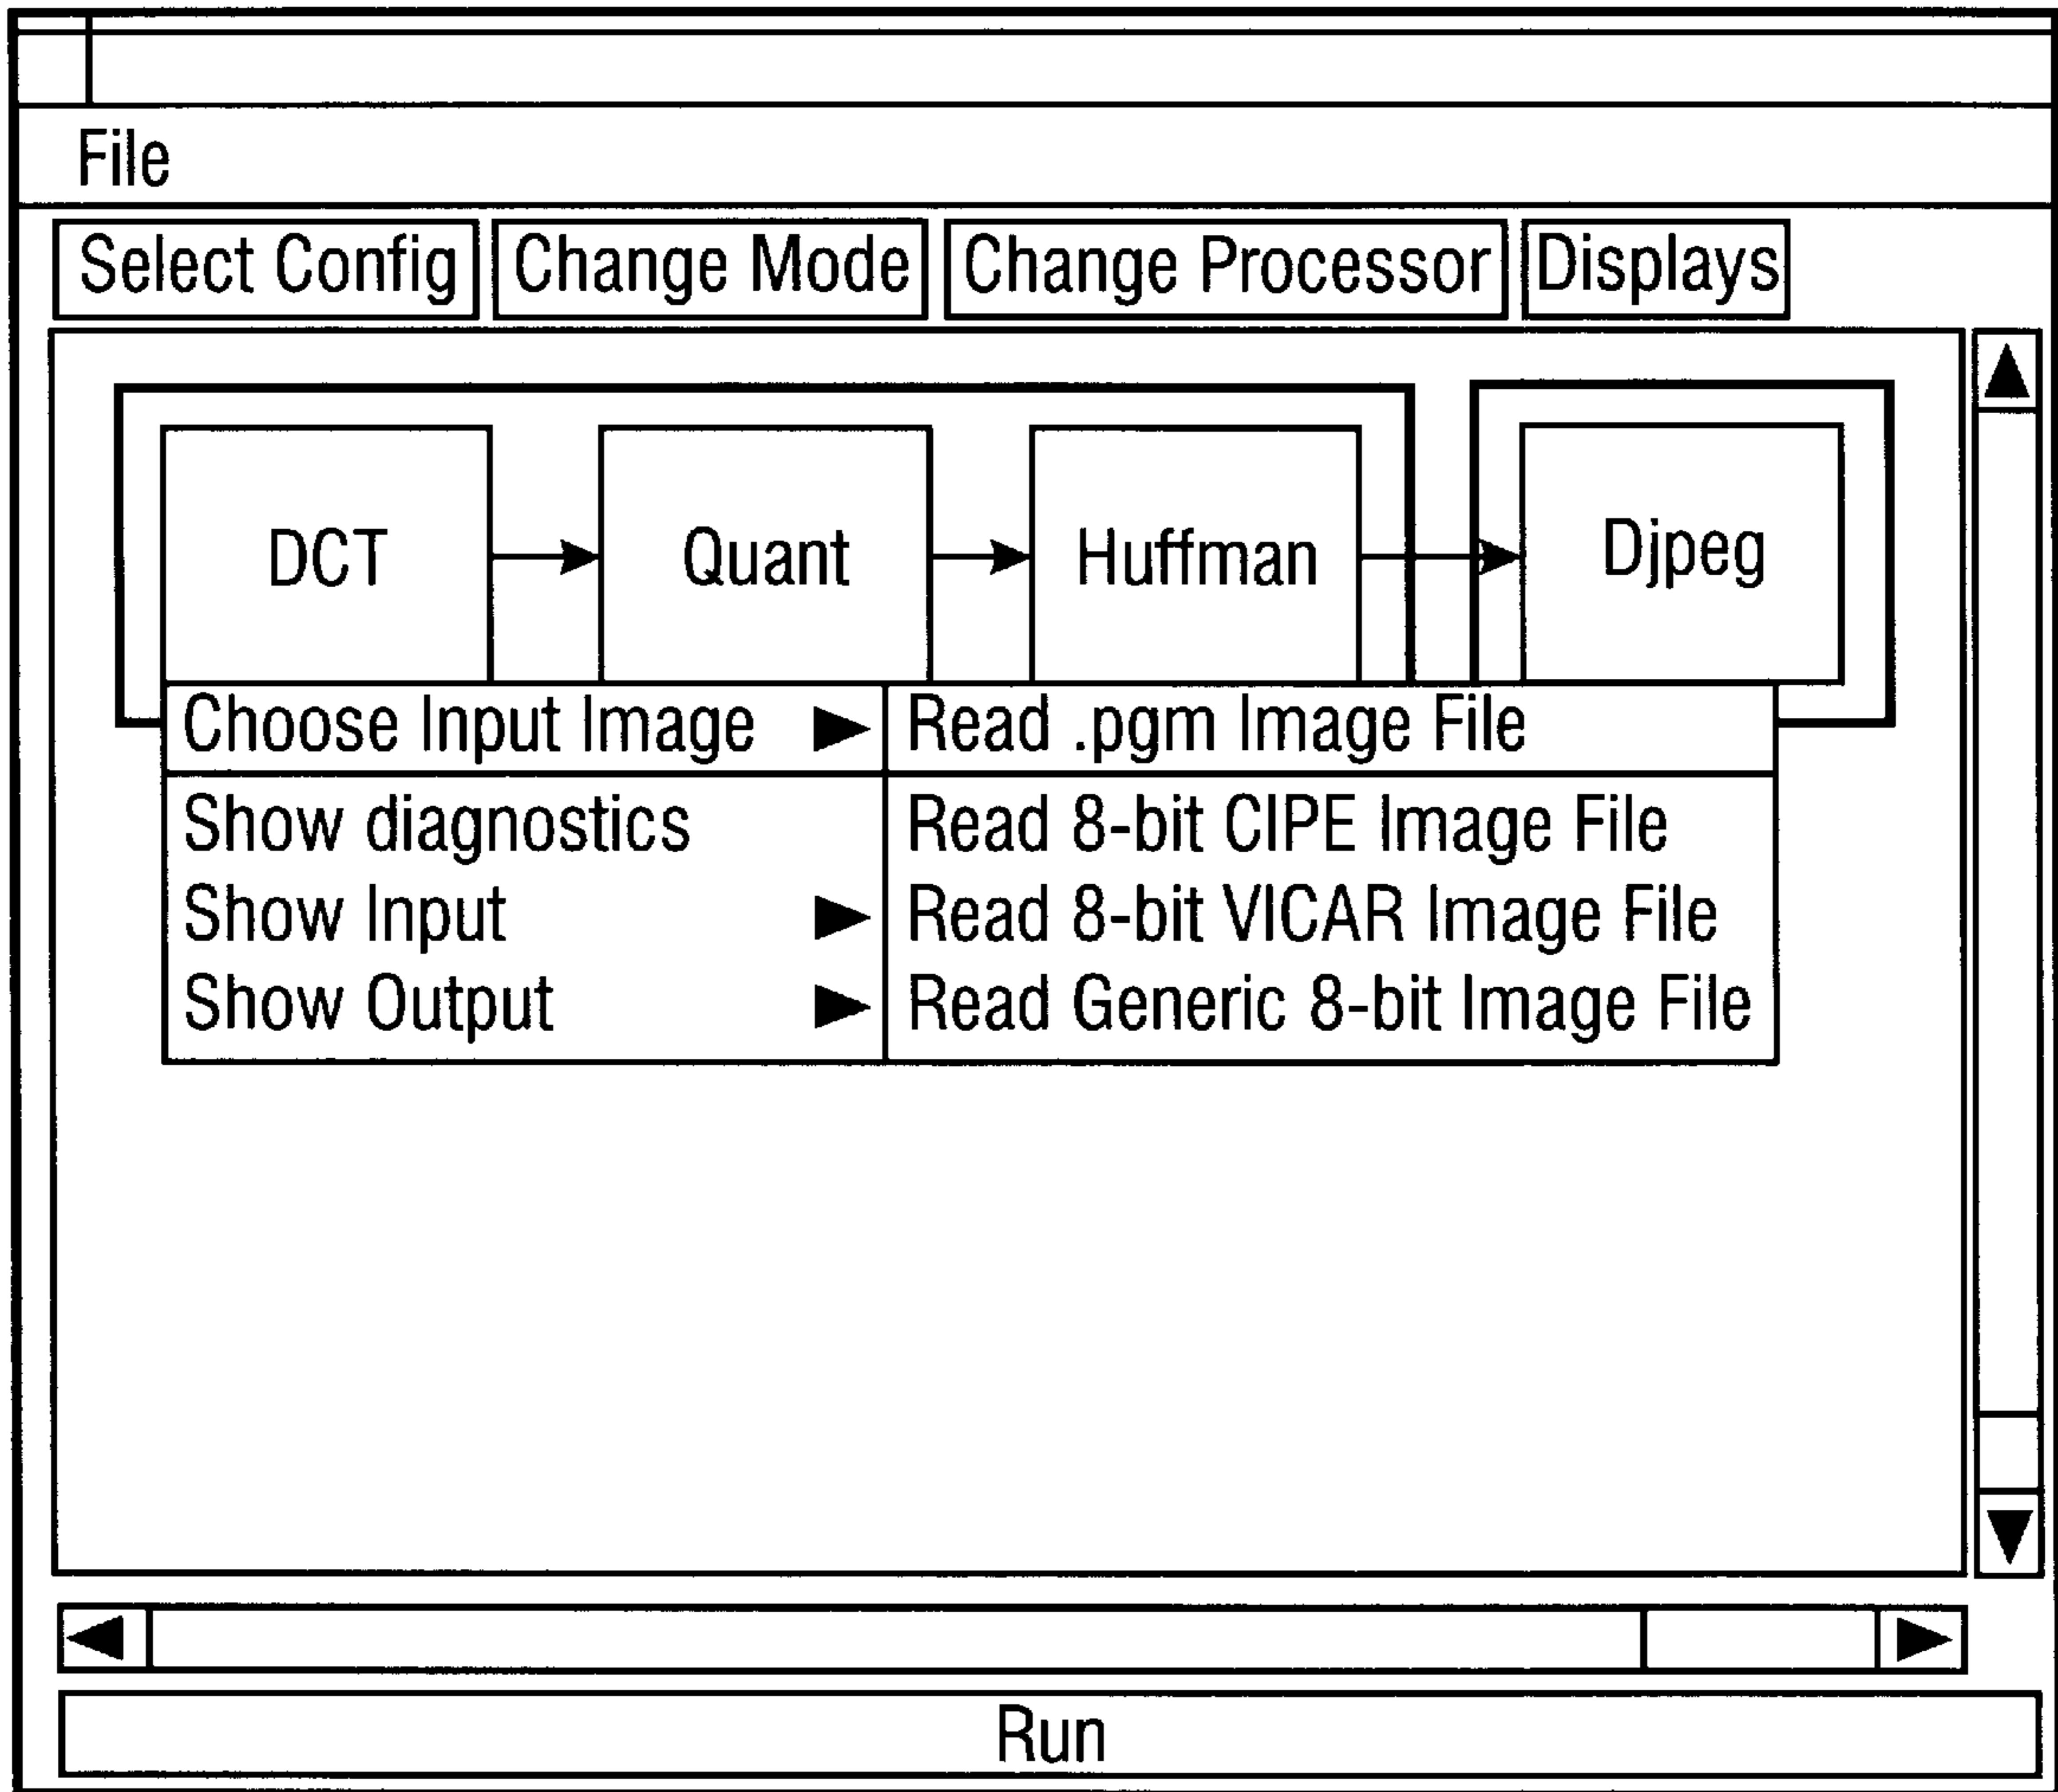 File
Select Config Change Mode Change Processor Displays
DCT Quant Huffman Djpeg
Choose Input Image Read .pgm Image File
Show diagnostics Read 8-bit CIPE Image File
Show Input Read 8-bit VICAR Image File
Show Output Read Generic 8-bit Image File
Run